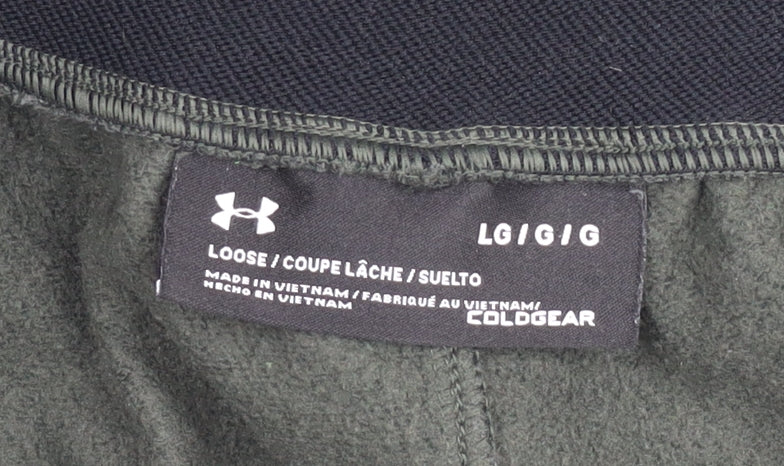 LG / G / G
LOOSE / COUPE LÂCHE / SUELTO
MADE IN VIETNAM / FABRIQUÉ AU VIETNAM/
HECHO EN VIETNAM
COLDGEAR